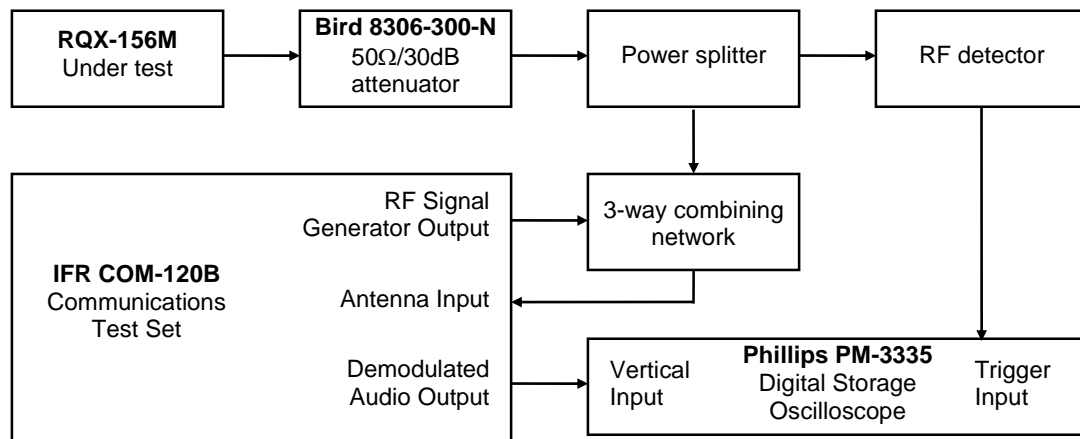 RQX-156M
Under test
Bird 8306-300-N
50Ω/30dB
attenuator
Power splitter
RF detector
RF Signal
Generator Output
3-way combining
network
IFR COM-120B
Communications
Test Set
Antenna Input
Demodulated
Audio Output
Vertical
Input
Phillips PM-3335
Digital Storage
Oscilloscope
Trigger
Input